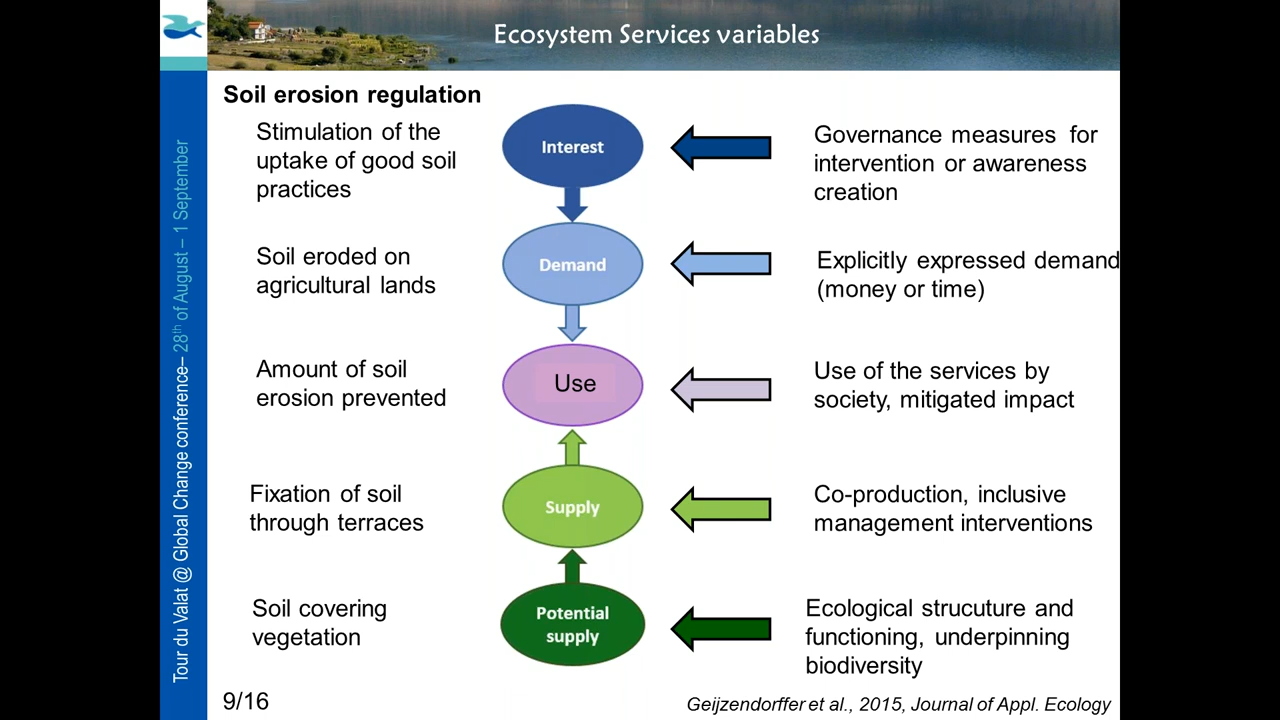 Ecosystem Services variables
Soil erosion regulation
Stimulation of the
uptake of good soil
practices
Interest
Governance measures for
intervention or awareness
creation
Soil eroded on
agricultural lands
Demand
Explicitly expressed demand
(money or time)
Amount of soil
erosion prevented
Use
Use of the services by
society, mitigated impact
Fixation of soil
through terraces
Supply
Co-production, inclusive
management interventions
Soil covering
vegetation
Potential
supply
Ecological strucuture and
functioning, underpinning
biodiversity
9/16
Geijzendorffer et al., 2015, Journal of Appl. Ecology
Tour du Valat @ Global Change conference– 28th of August – 1 September